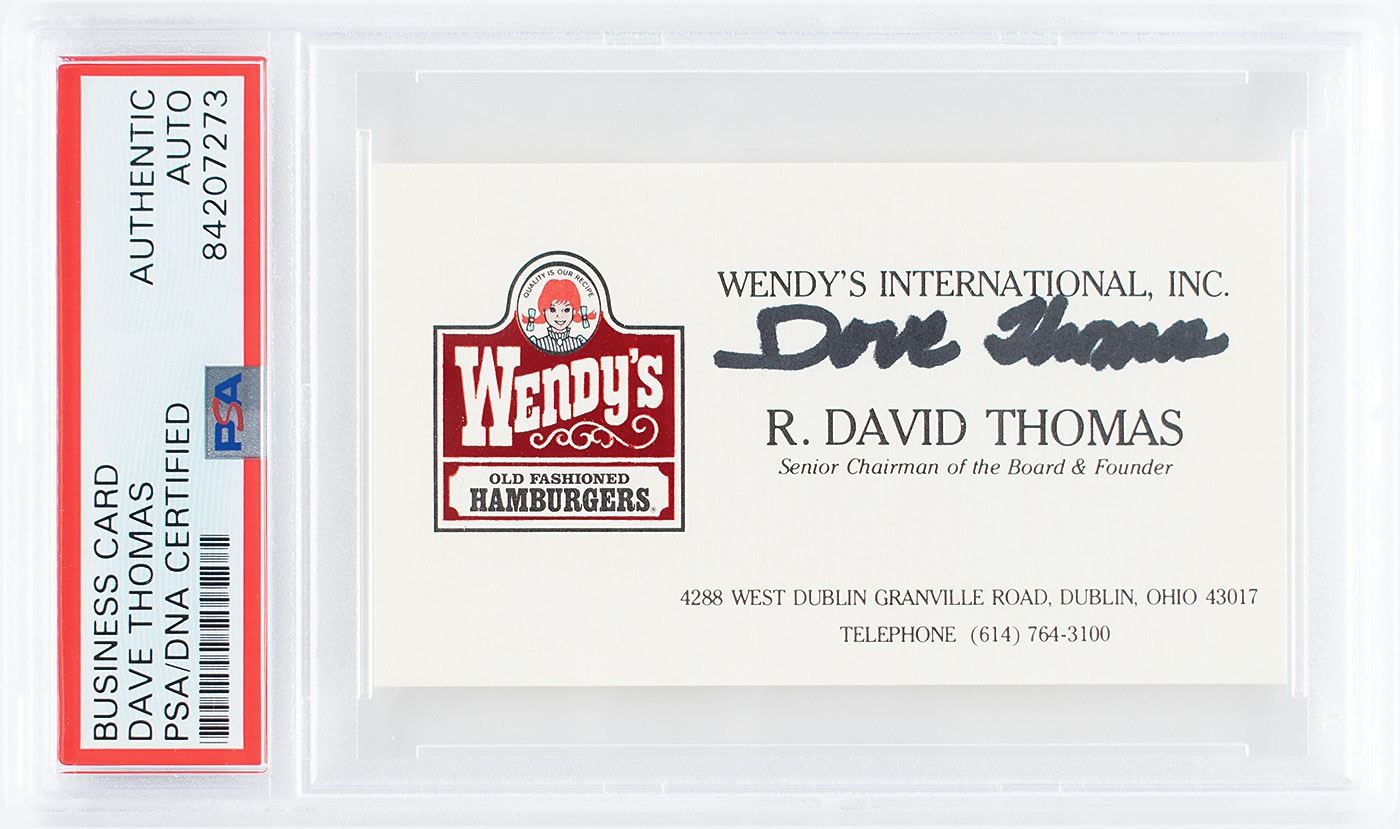 BUSINESS CARD
DAVE THOMAS
PSA/DNA CERTIFIED
AUTHENTIC
AUTO
84207273
PSA
QUALITY IS OUR RECIPE
WENDY'S
OLD FASHIONED
HAMBURGERS
WENDY'S INTERNATIONAL, INC.
Dave Thomas
R. DAVID THOMAS
Senior Chairman of the Board & Founder
4288 WEST DUBLIN GRANVILLE ROAD, DUBLIN, OHIO 43017
TELEPHONE (614) 764-3100